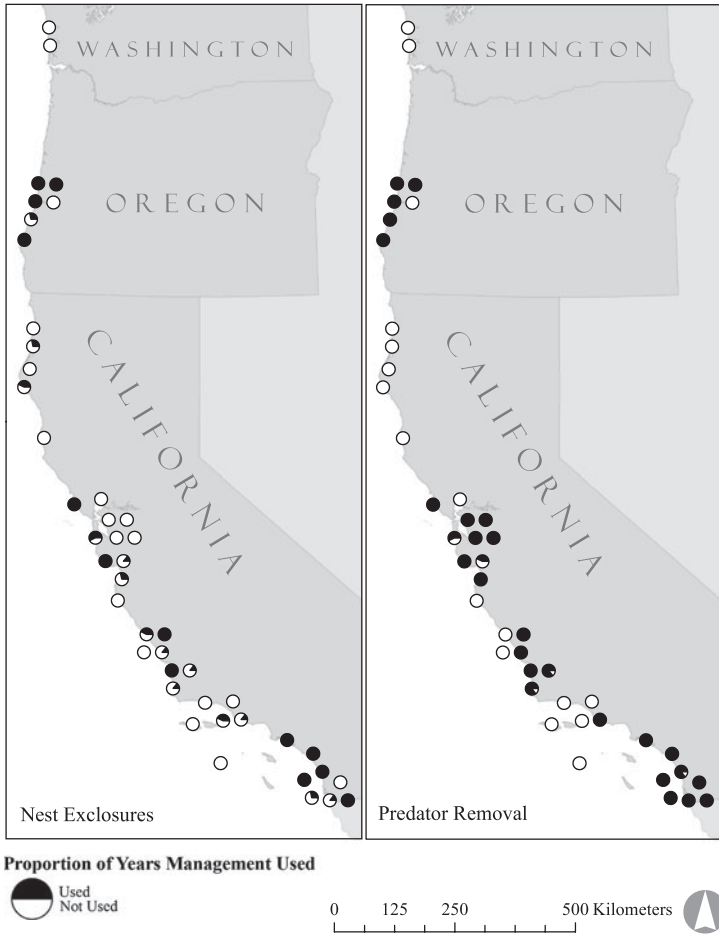 WASHINGTON
OREGON
CALIFORNIA
Nest Exclosures
WASHINGTON
OREGON
CALIFORNIA
Predator Removal
Proportion of Years Management Used
Used
Not Used
0 125 250 500 Kilometers